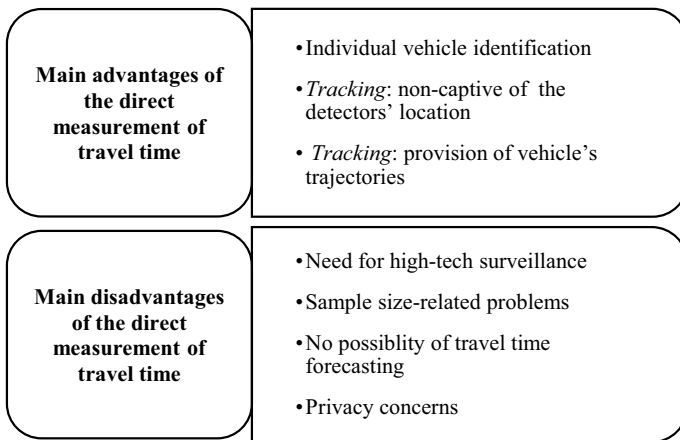 Main advantages of
the direct
measurement of
travel time
•Individual vehicle identification
•Tracking: non-captive of the
detectors' location
• Tracking: provision of vehicle's
trajectories
Main disadvantages
of the direct
measurement of
travel time
•Need for high-tech surveillance
•Sample size-related problems
•No possiblity of travel time
forecasting
•Privacy concerns